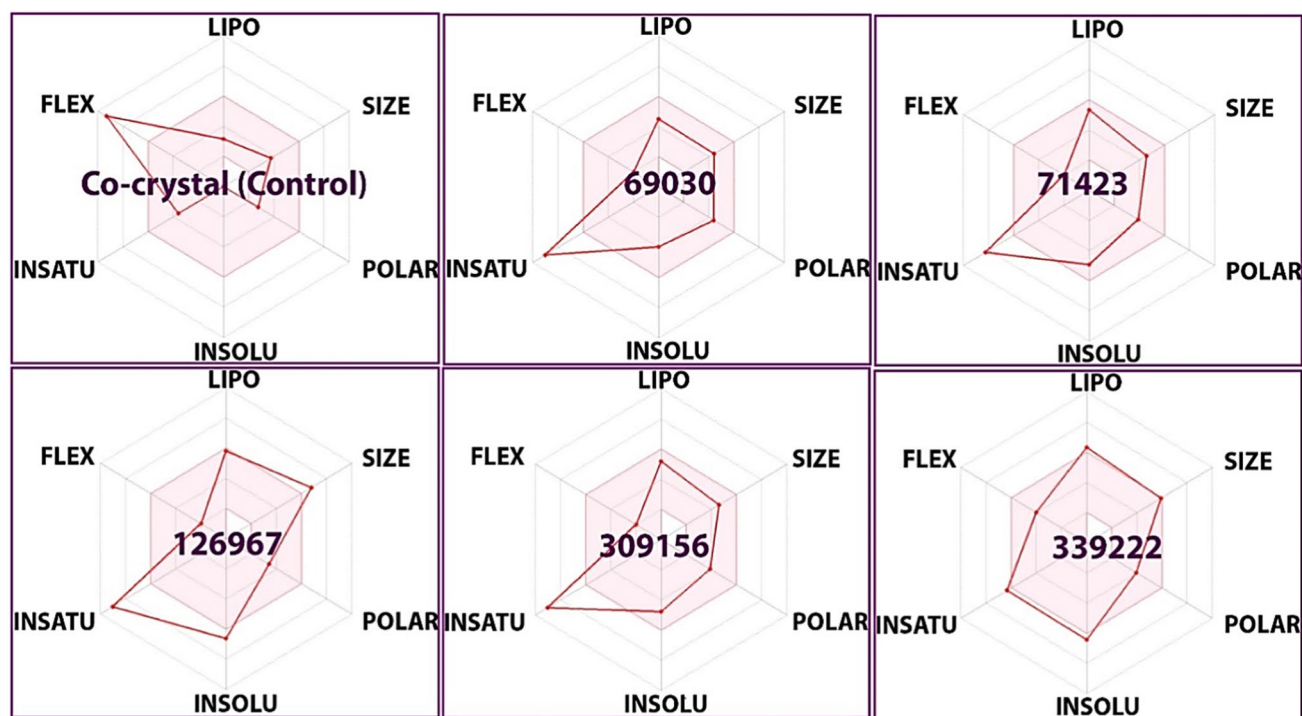 LIPO
FLEX
SIZE
Co-crystal (Control)
INSATU
POLAR
INSOLU
LIPO
FLEX
SIZE
69030
INSATU
POLAR
INSOLU
LIPO
FLEX
SIZE
71423
INSATU
POLAR
INSOLU
LIPO
FLEX
SIZE
126967
INSATU
POLAR
INSOLU
LIPO
FLEX
SIZE
309156
INSATU
POLAR
INSOLU
LIPO
FLEX
SIZE
339222
INSATU
POLAR
INSOLU